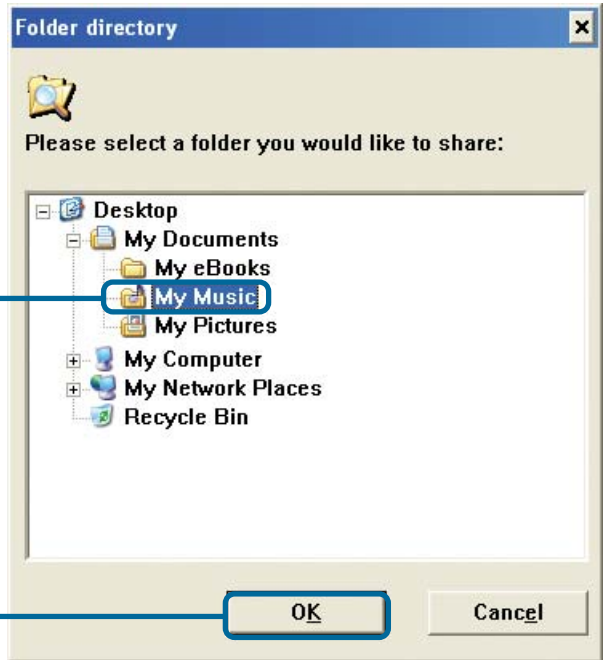 Folder directory
Please select a folder you would like to share:
Desktop
My Documents
My eBooks
My Music
My Pictures
My Computer
My Network Places
Recycle Bin
OK Cancel